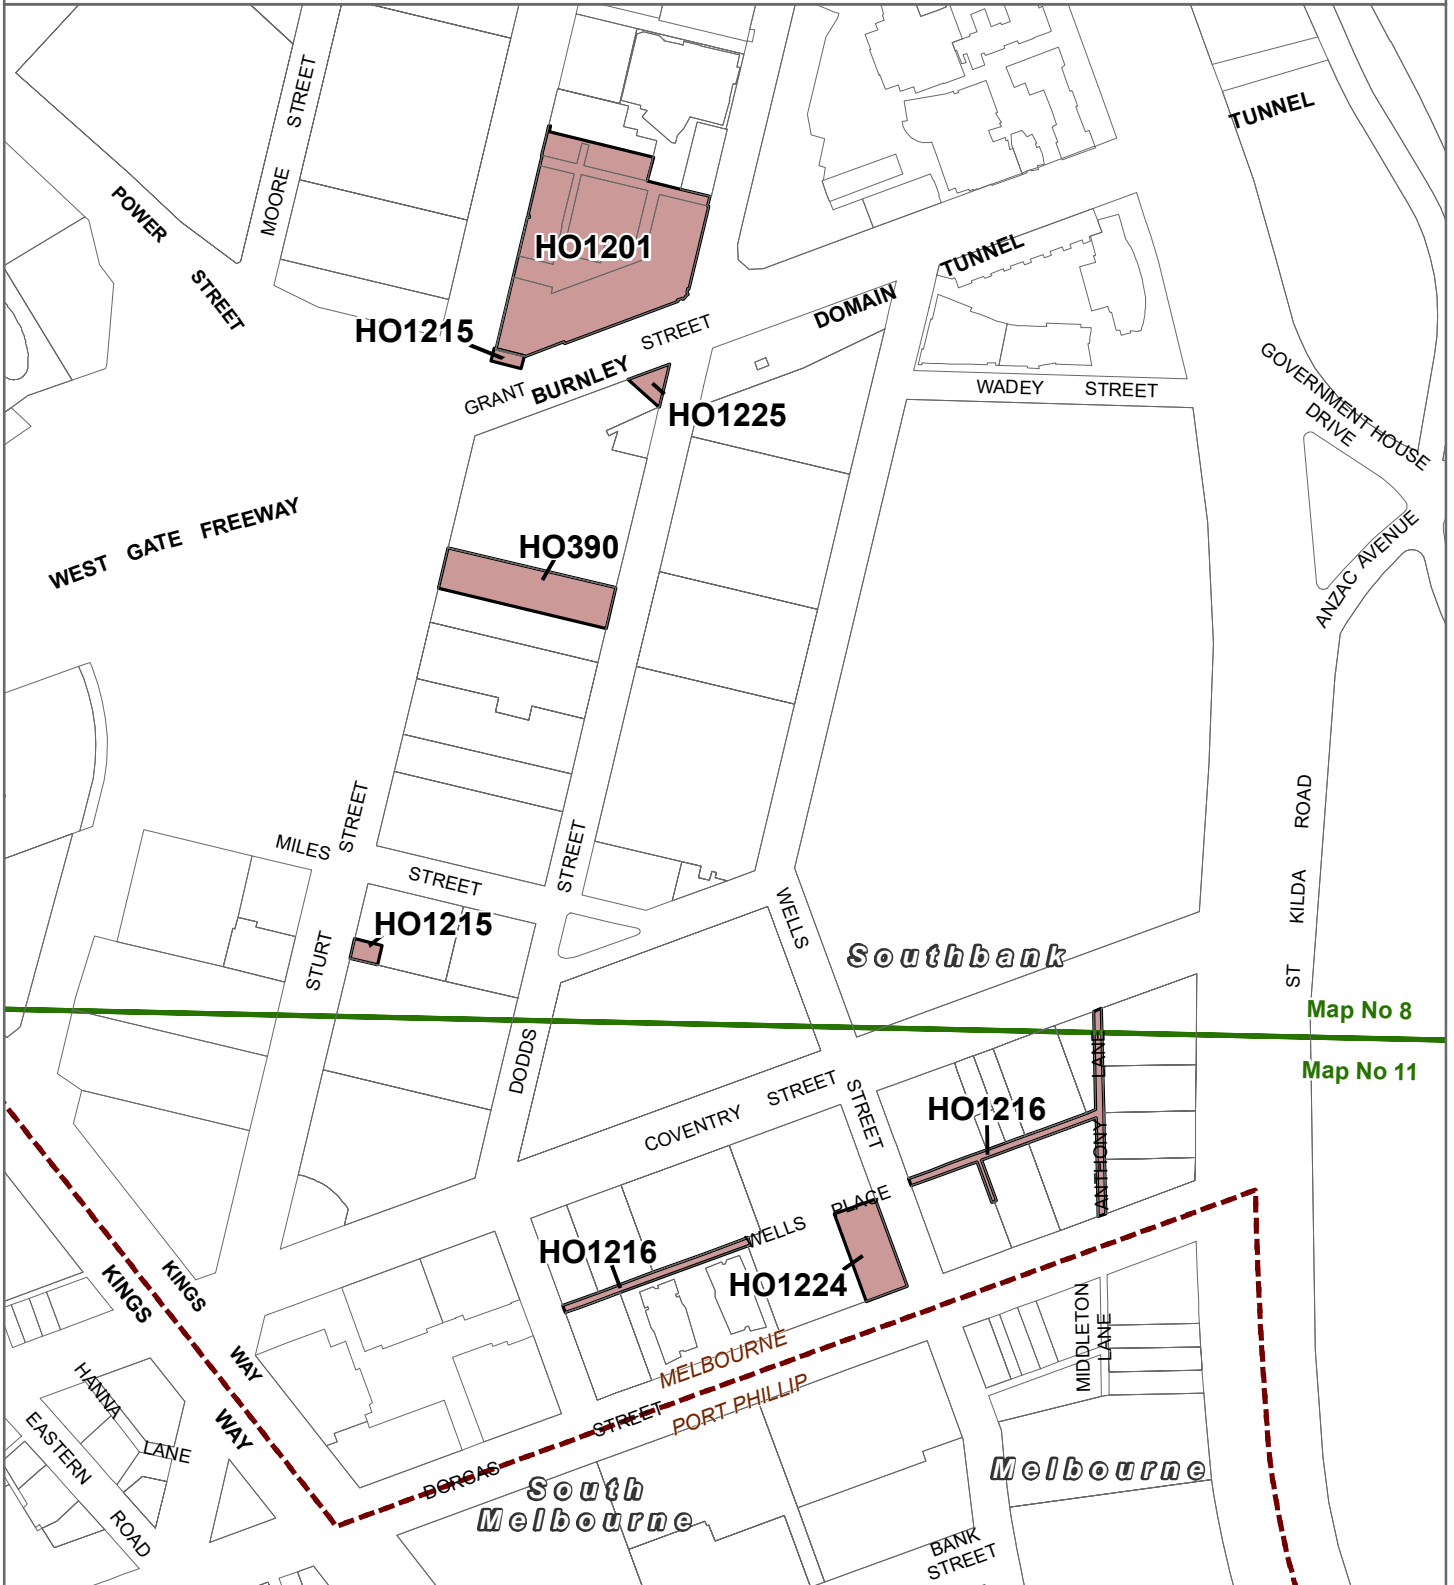 MOORE STREET
TUNNEL
POWER STREET
HO1201
TUNNEL
DOMAIN
HO1215
GRANT STREET
BURNLEY
HO1225
WADEY STREET
GOVERNMENT HOUSE
DRIVE
WEST GATE FREEWAY
HO390
ANZAC AVENUE
STURT STREET
MILES STREET
DODDS STREET
HO1215
WELLS STREET
Southbank
ST KILDA ROAD
Map No 8
Map No 11
COVENTRY STREET
HO1216
ANTHONY LANE
WELLS PLACE
HO1216
HO1224
KINGS WAY
KINGS WAY
MELBOURNE
PORT PHILLIP
MIDDLETON
LANE
HANNA
LANE
EASTERN
ROAD
DORCAS STREET
South
Melbourne
Melbourne
BANK
STREET